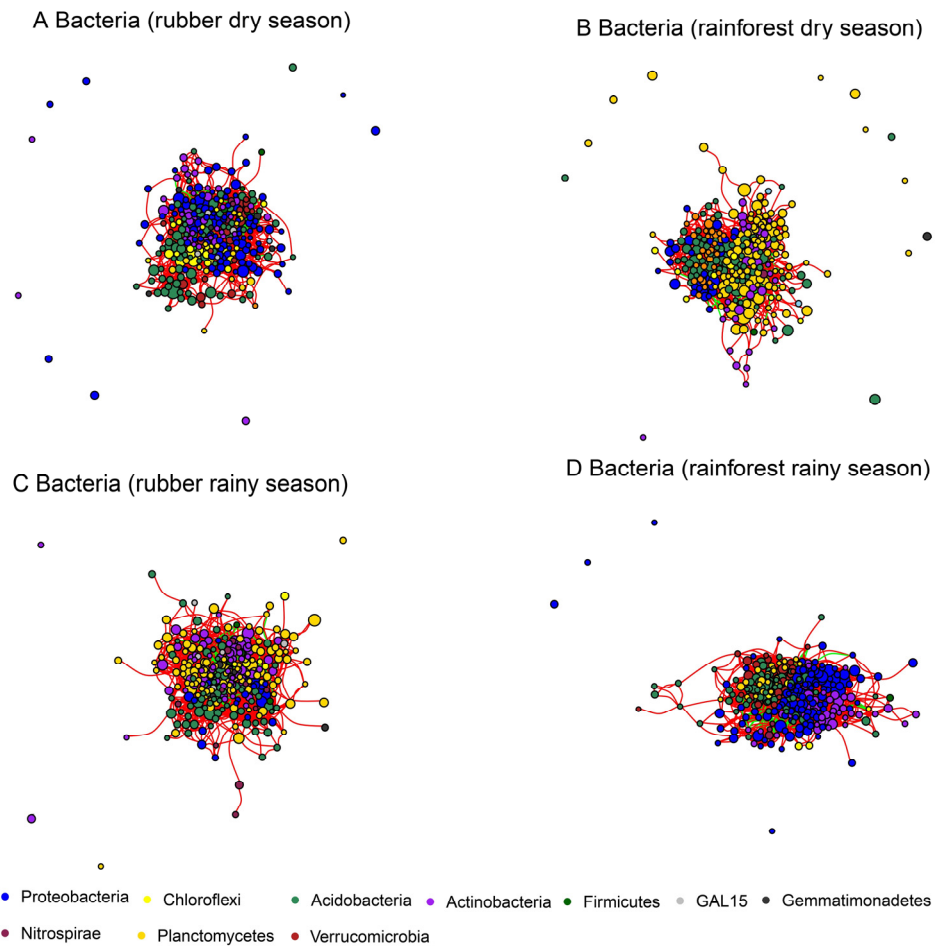 A Bacteria (rubber dry season)
B Bacteria (rainforest dry season)
C Bacteria (rubber rainy season)
D Bacteria (rainforest rainy season)
Proteobacteria Chloroflexi Acidobacteria Actinobacteria Firmicutes GAL15 Gemmatimonadetes
Nitrospirae Planctomycetes Verrucomicrobia